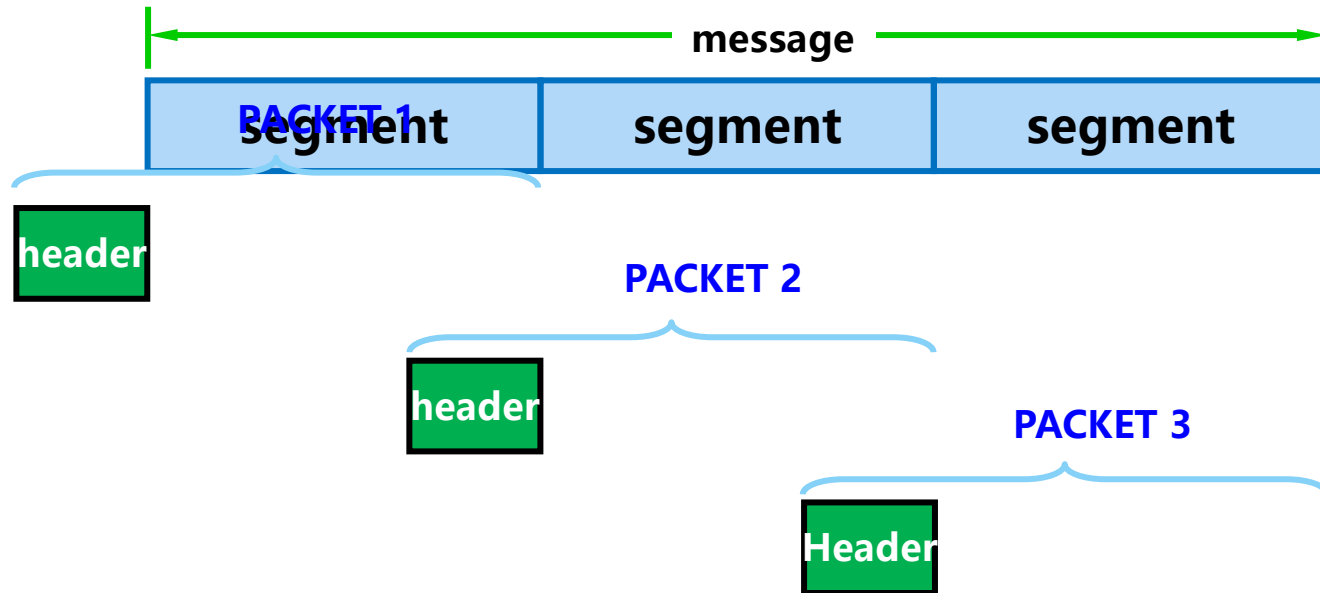 message
PACKET 1
segment
segment
segment
header
PACKET 2
header
PACKET 3
Header